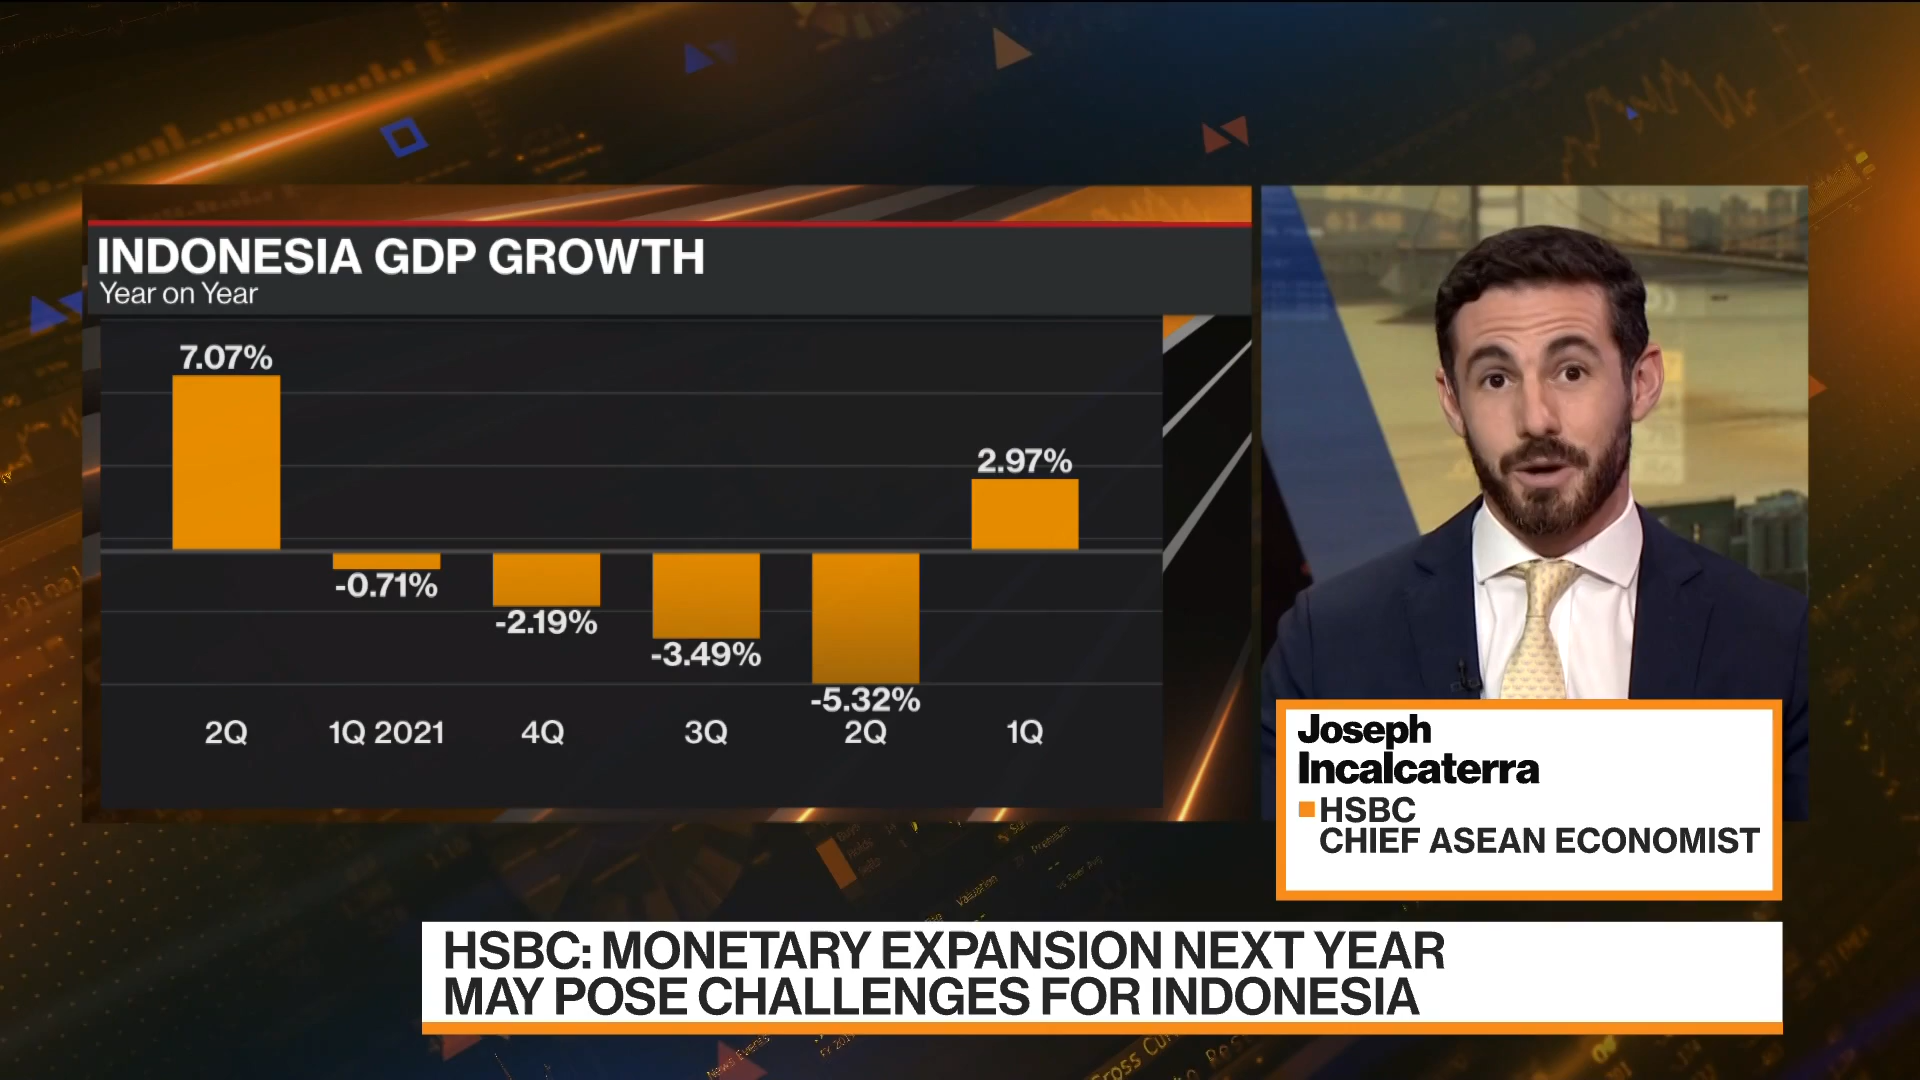 INDONESIA GDP GROWTH
Year on Year
7.07%
2.97%
-0.71%
-2.19%
-3.49%
-5.32%
2Q 1Q 2021 4Q 3Q 2Q 1Q
Joseph
Incalcaterra
HSBC
CHIEF ASEAN ECONOMIST
HSBC: MONETARY EXPANSION NEXT YEAR
MAY POSE CHALLENGES FOR INDONESIA